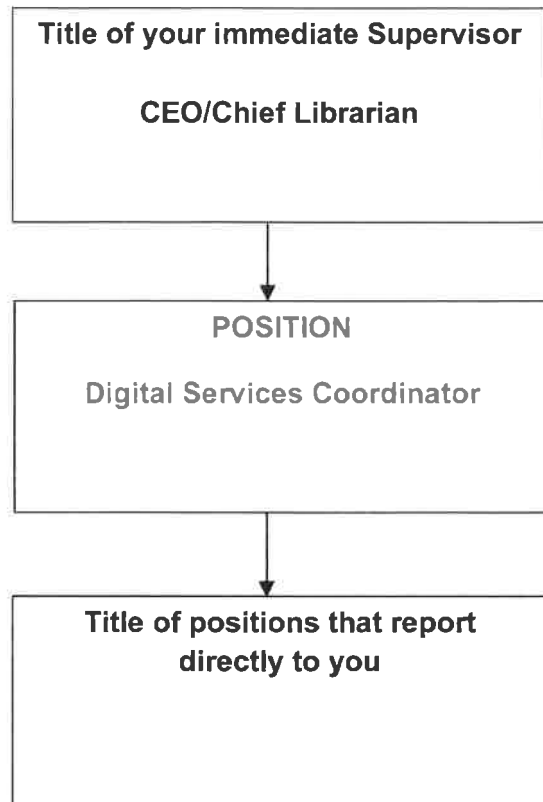 Title of your immediate Supervisor
CEO/Chief Librarian
POSITION
Digital Services Coordinator
Title of positions that report
directly to you